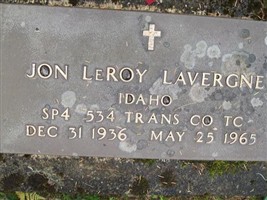 JON LEROY LAVERGNE
IDAHO
SP4 534 TRANS CO TC
DEC 31 1936 MAY 25 1965